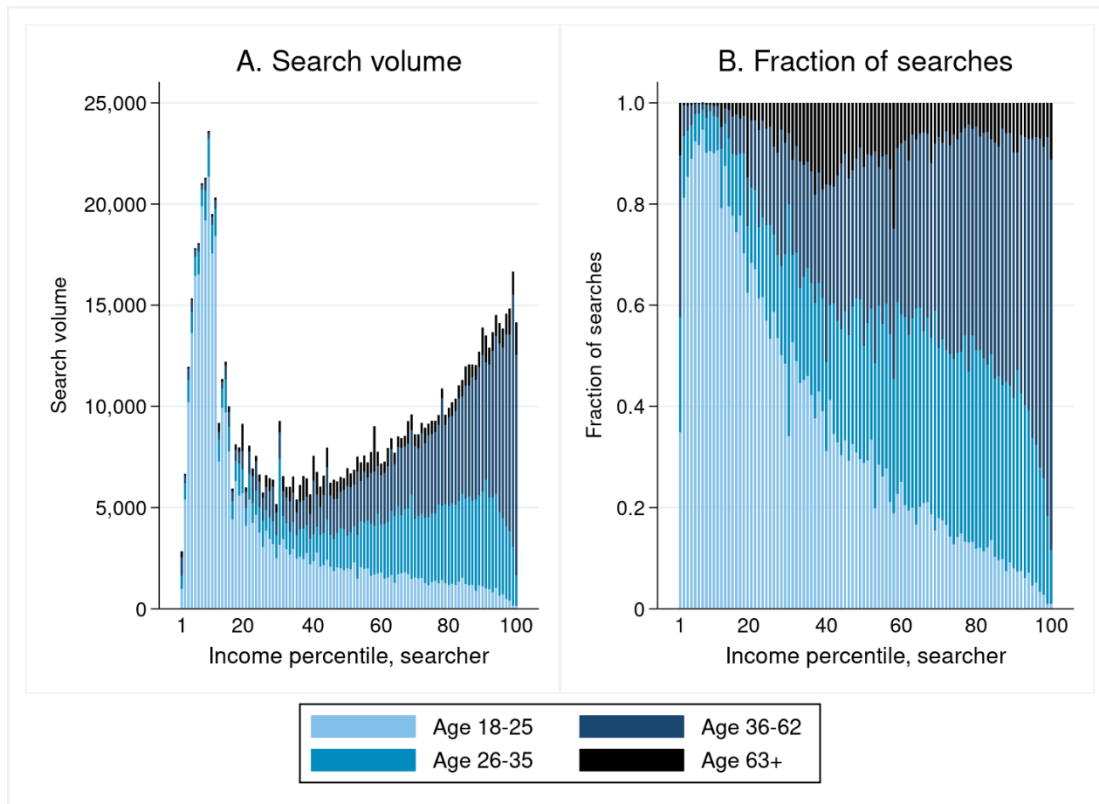 A. Search volume
25,000
20,000
15,000
10,000
5,000
0
Search volume
1 20 40 60 80 100
Income percentile, searcher
B. Fraction of searches
1.0
0.8
0.6
0.4
0.2
0
Fraction of searches
1 20 40 60 80 100
Income percentile, searcher
Age 18-25 Age 36-62
Age 26-35 Age 63+